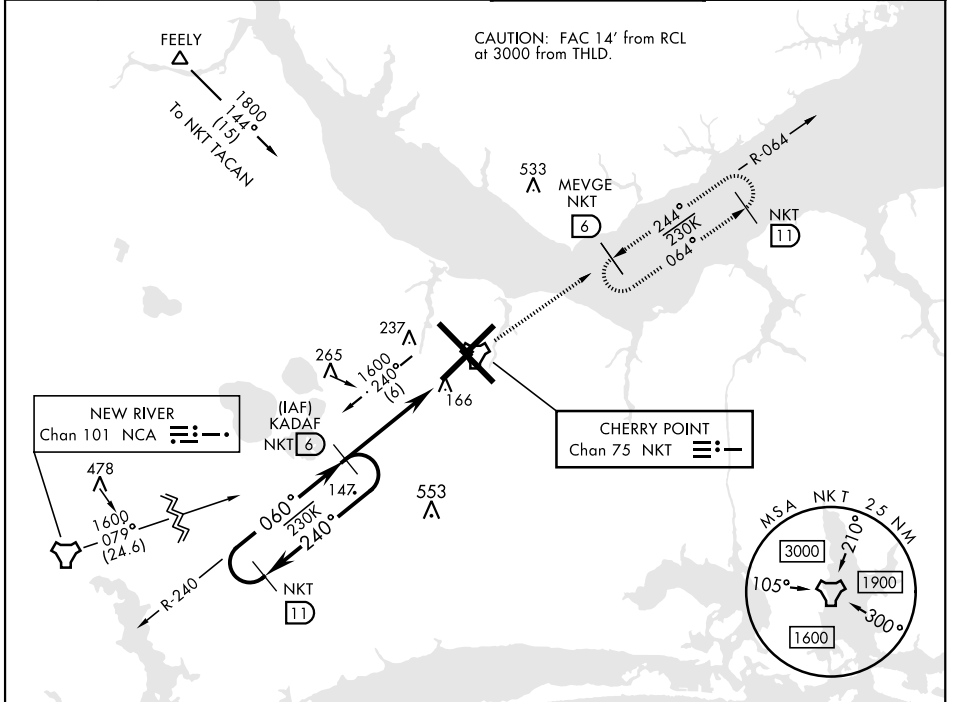 FEELY
1800
144°
(15)
To NKT TACAN
CAUTION: FAC 14' from RCL
at 3000 from THLD.
533
MEVGE
NKT
6
R-064
244°
230K
064°
NKT
11
237
265
1600
240°
(6)
166
(IAF)
KADAF
NKT 6
NEW RIVER
Chan 101 NCA
CHERRY POINT
Chan 75 NKT
478
1600
079°
(24.6)
147
060°
230K
240°
553
R-240
NKT
11
MSA NKT 25 NM
3000
210°
105°
1900
300°
1600